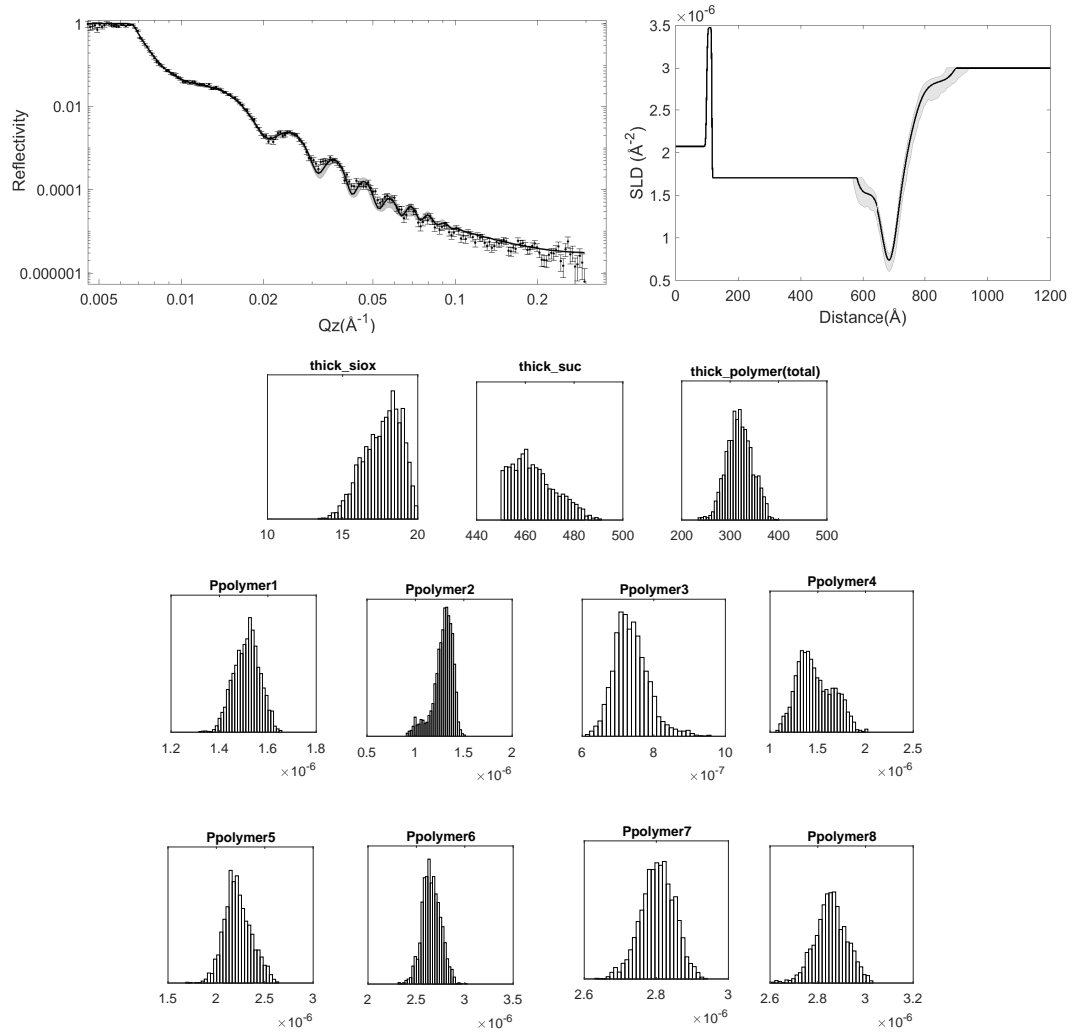 1
0.01
0.0001
0.000001
Reflectivity
0.005 0.01 0.02 0.05 0.1 0.2
Qz(Å⁻¹)
×10⁻⁶
3.5
3
2.5
2
1.5
1
0.5
SLD (Å⁻²)
0 200 400 600 800 1000 1200
Distance(Å)
thick_siox
10 15 20
thick_suc
440 460 480 500
thick_polymer(total)
200 300 400 500
Ppolymer1
1.2 1.4 1.6 1.8
×10⁻⁶
Ppolymer2
0.5 1 1.5 2
×10⁻⁶
Ppolymer3
6 8 10
×10⁻⁷
Ppolymer4
1 1.5 2 2.5
×10⁻⁶
Ppolymer5
1.5 2 2.5 3
×10⁻⁶
Ppolymer6
2 2.5 3 3.5
×10⁻⁶
Ppolymer7
2.6 2.8 3
×10⁻⁶
Ppolymer8
2.6 2.8 3 3.2
×10⁻⁶